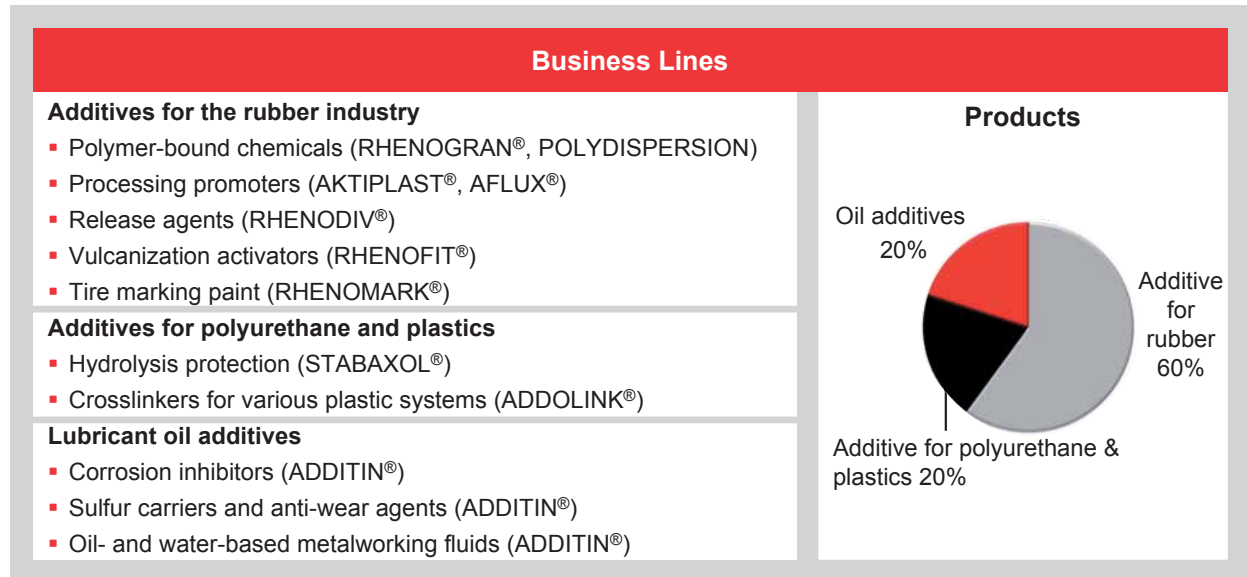 Business Lines
Additives for the rubber industry
▪ Polymer-bound chemicals (RHENOGRAN®, POLYDISPERSION)
▪ Processing promoters (AKTIPLAST®, AFLUX®)
▪ Release agents (RHENODIV®)
▪ Vulcanization activators (RHENOFIT®)
▪ Tire marking paint (RHENOMARK®)
Additives for polyurethane and plastics
▪ Hydrolysis protection (STABAXOL®)
▪ Crosslinkers for various plastic systems (ADDOLINK®)
Lubricant oil additives
▪ Corrosion inhibitors (ADDITIN®)
▪ Sulfur carriers and anti-wear agents (ADDITIN®)
▪ Oil- and water-based metalworking fluids (ADDITIN®)
Products
Oil additives
20%
Additive
for
rubber
60%
Additive for polyurethane &
plastics 20%